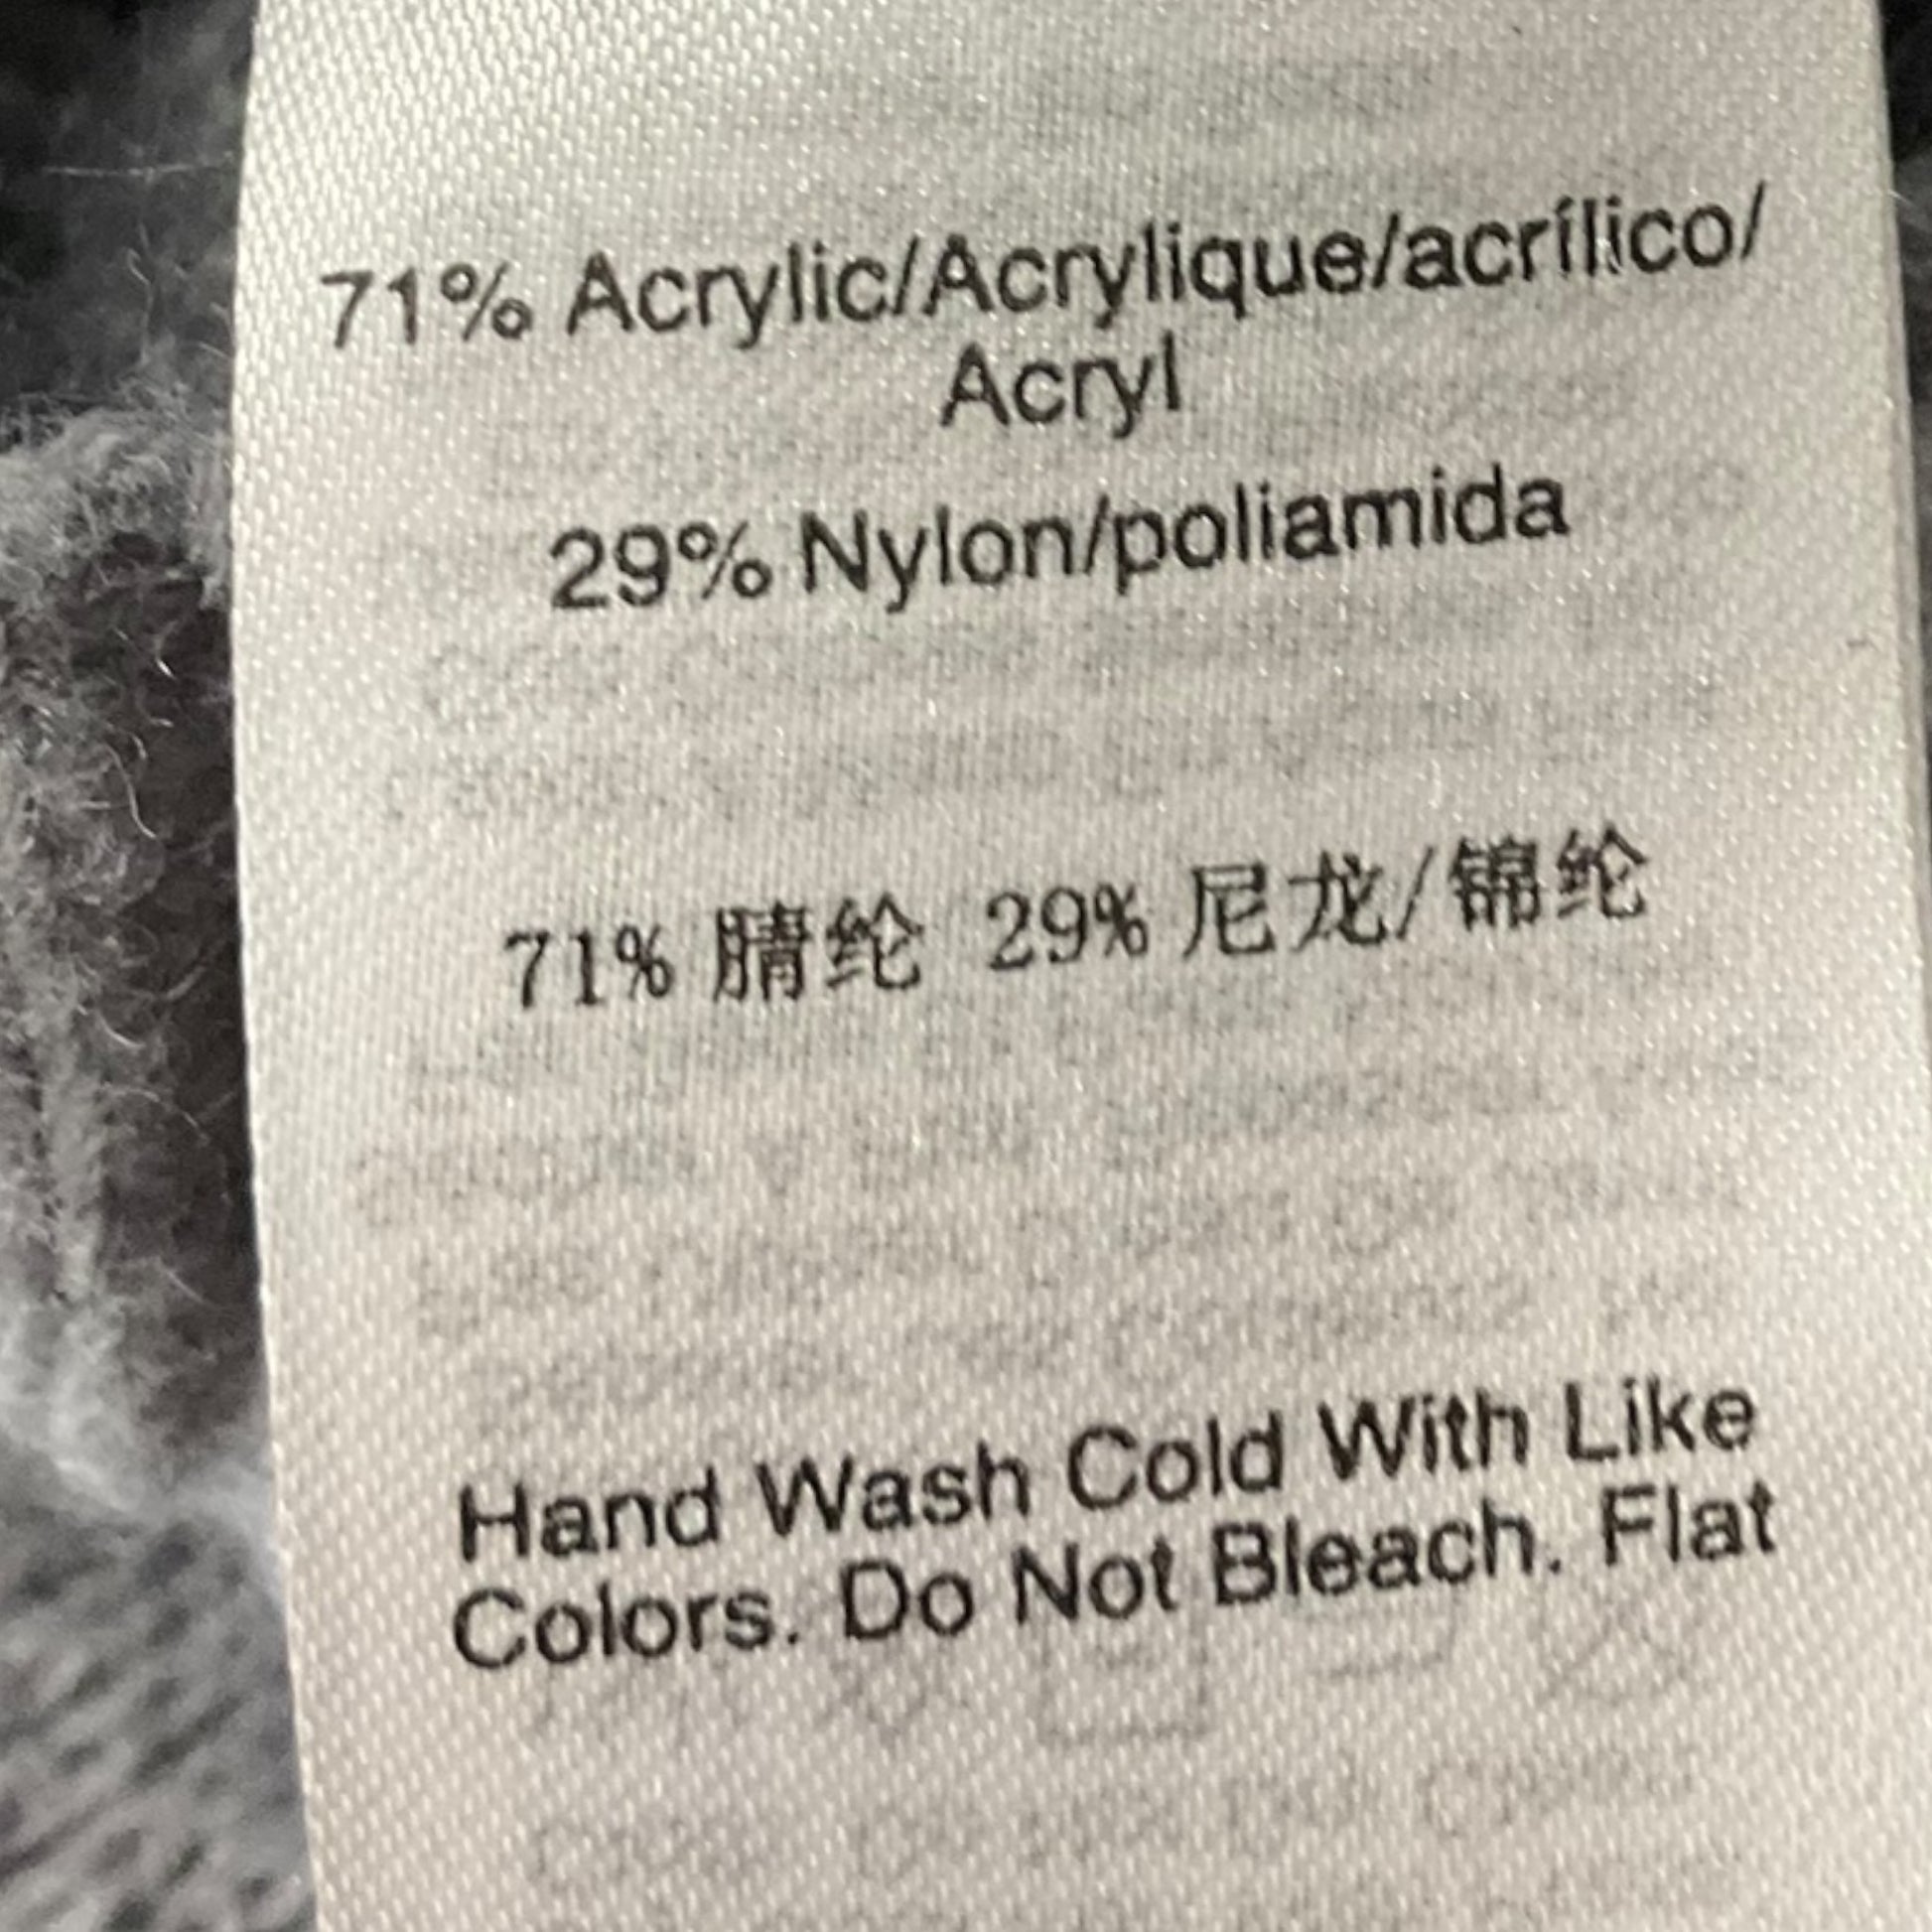 71% Acrylic/Acrylique/acrílico/
Acryl
29% Nylon/poliamida
71% 腈纶 29% 尼龙/锦纶
Hand Wash Cold With Like
Colors. Do Not Bleach. Flat